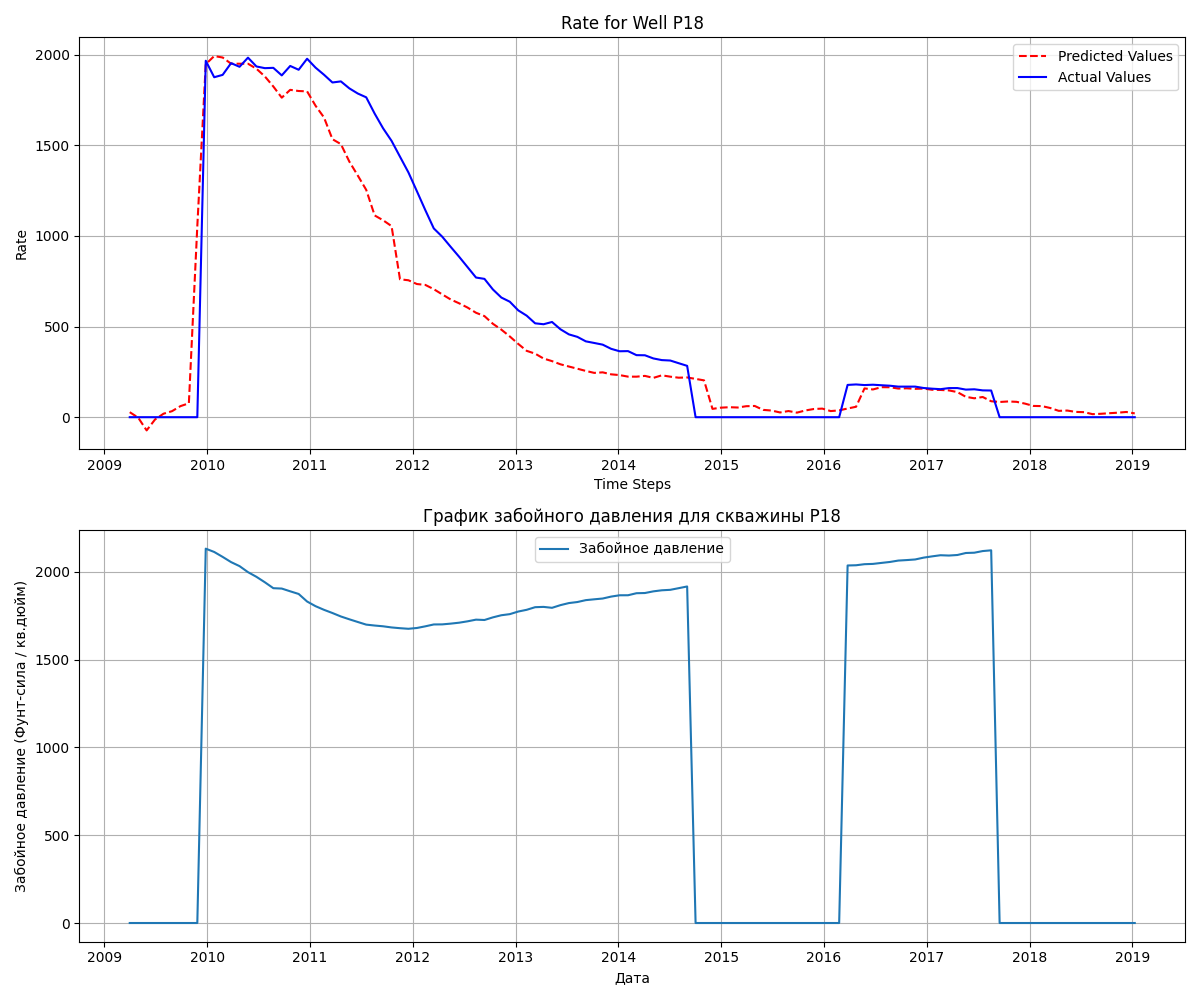 Rate for Well P18
Predicted Values
Actual Values
2000
1500
1000
500
0
Rate
2009 2010 2011 2012 2013 2014 2015 2016 2017 2018 2019
Time Steps
График забойного давления для скважины P18
Забойное давление
2000
1500
1000
500
0
Забойное давление (Фунт-сила / кв.дюйм)
2009 2010 2011 2012 2013 2014 2015 2016 2017 2018 2019
Дата